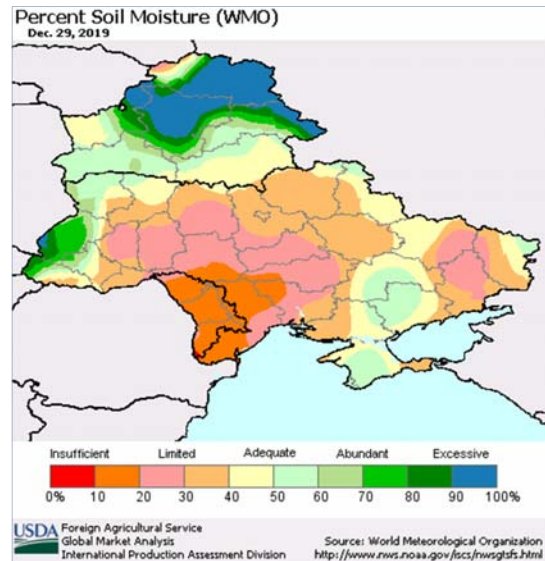 Percent Soil Moisture (WMO)
Dec. 29, 2019
Insufficient Limited Adequate Abundant Excessive
0% 10 20 30 40 50 60 70 80 90 100%
USDA Foreign Agricultural Service
Global Market Analysis
International Production Assessment Division
Source: World Meteorological Organization
http://www.nws.noaa.gov/iscs/nwsgtsfs.html